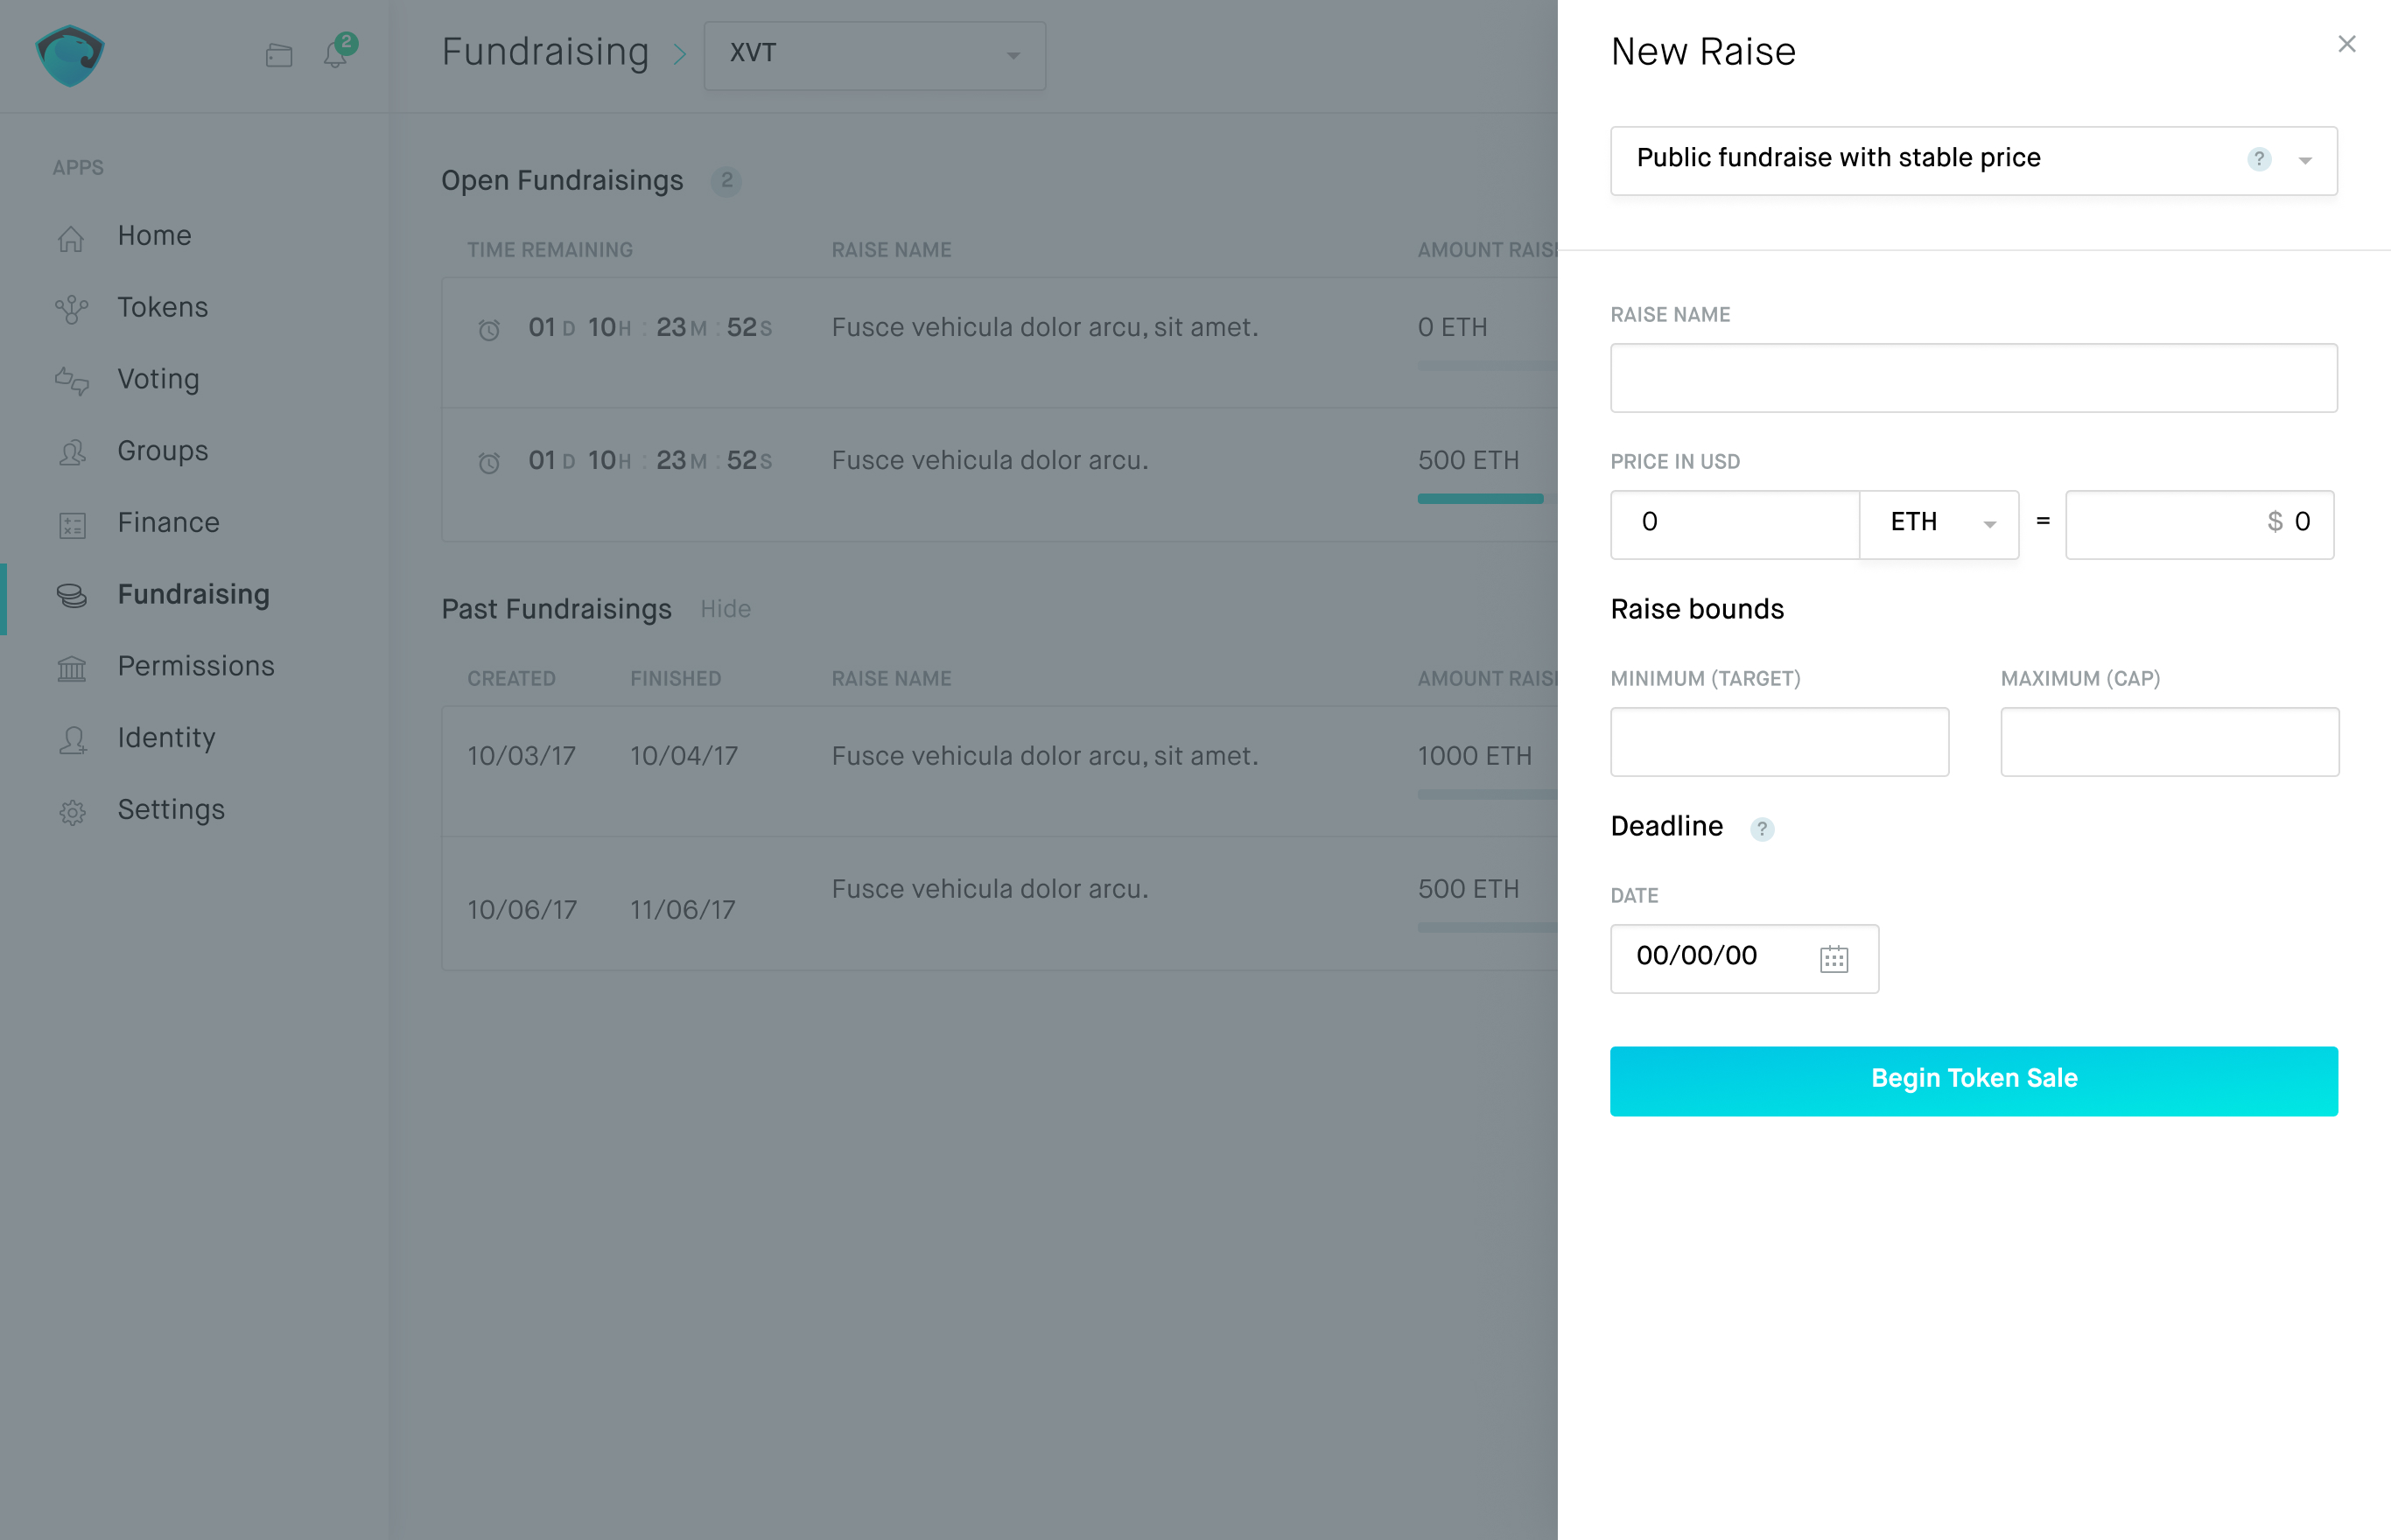 2
APPS
Home
Tokens
Voting
Groups
Finance
Fundraising
Permissions
Identity
Settings
Fundraising > XVT
Open Fundraisings 2
TIME REMAINING RAISE NAME AMOUNT
01 D 10 H : 23 M : 52 S Fusce vehicula dolor arcu, sit amet. 0 ETH
01 D 10 H : 23 M : 52 S Fusce vehicula dolor arcu. 500 ETH
Past Fundraisings Hide
CREATED FINISHED RAISE NAME AMOUNT
10/03/17 10/04/17 Fusce vehicula dolor arcu, sit amet. 1000 ETH
10/06/17 11/06/17 Fusce vehicula dolor arcu. 500 ETH
New Raise
Public fundraise with stable price ?
RAISE NAME
PRICE IN USD
0 ETH = $ 0
Raise bounds
MINIMUM (TARGET) MAXIMUM (CAP)
Deadline ?
DATE
00/00/00
Begin Token Sale